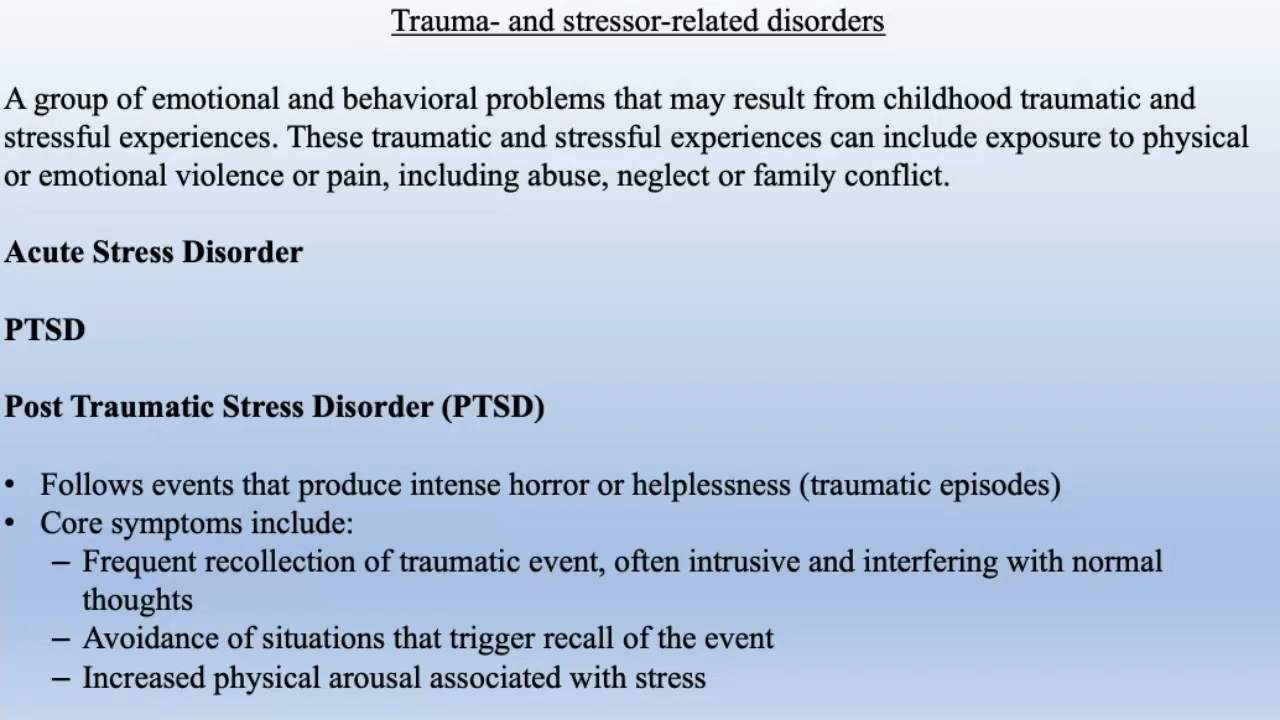 Trauma- and stressor-related disorders
A group of emotional and behavioral problems that may result from childhood traumatic and
stressful experiences. These traumatic and stressful experiences can include exposure to physical
or emotional violence or pain, including abuse, neglect or family conflict.
Acute Stress Disorder
PTSD
Post Traumatic Stress Disorder (PTSD)
• Follows events that produce intense horror or helplessness (traumatic episodes)
• Core symptoms include:
– Frequent recollection of traumatic event, often intrusive and interfering with normal
thoughts
– Avoidance of situations that trigger recall of the event
– Increased physical arousal associated with stress